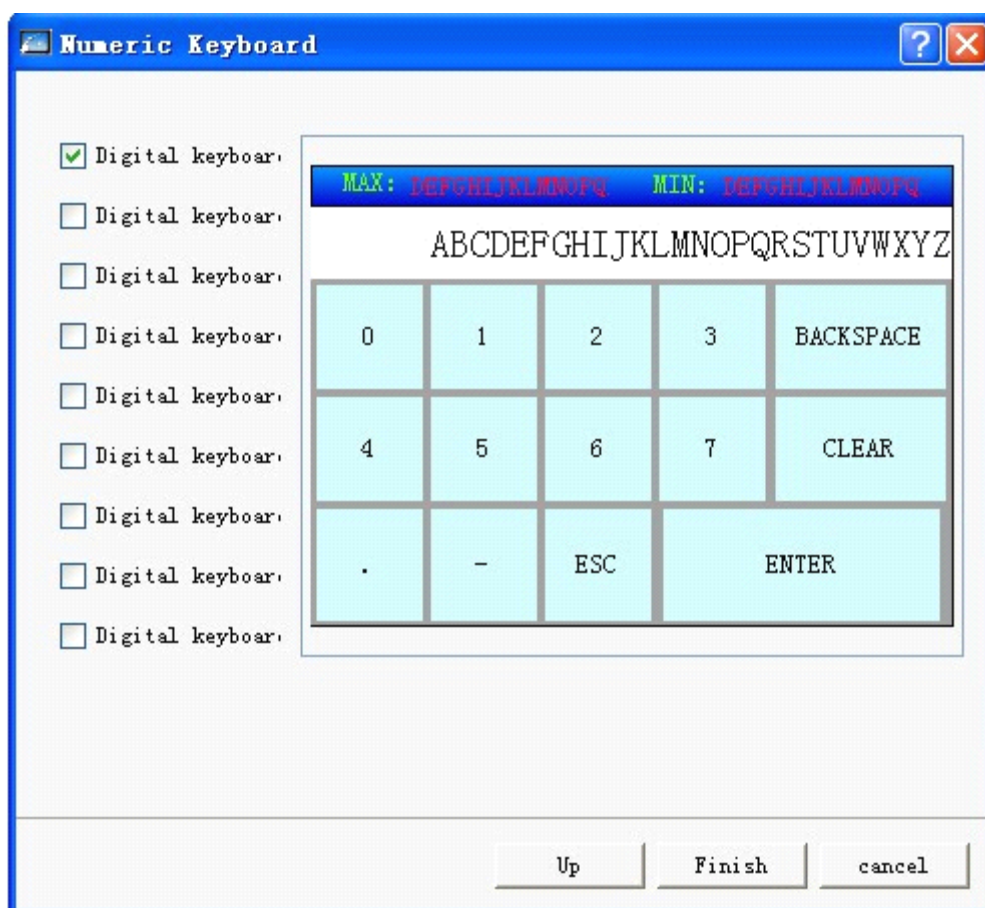 Numeric Keyboard
Digital keyboar
Digital keyboar
Digital keyboar
Digital keyboar
Digital keyboar
Digital keyboar
Digital keyboar
Digital keyboar
Digital keyboar
MAX: DEFGHIJKLMNOPQ MIN: DEFGHIJKLMNOPQ
ABCDEFGHIJKLMNOPQRSTUVWXYZ
0 1 2 3 BACKSPACE
4 5 6 7 CLEAR
. - ESC ENTER
Up Finish cancel